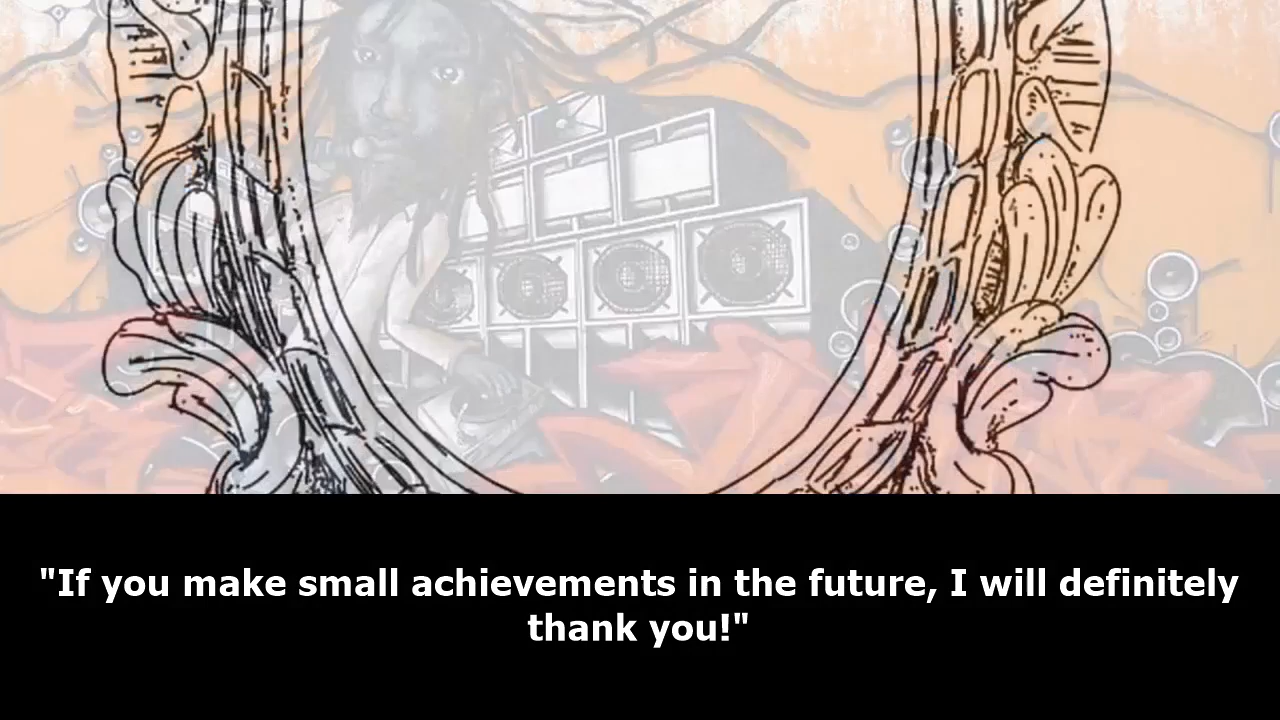 "If you make small achievements in the future, I will definitely
thank you!"